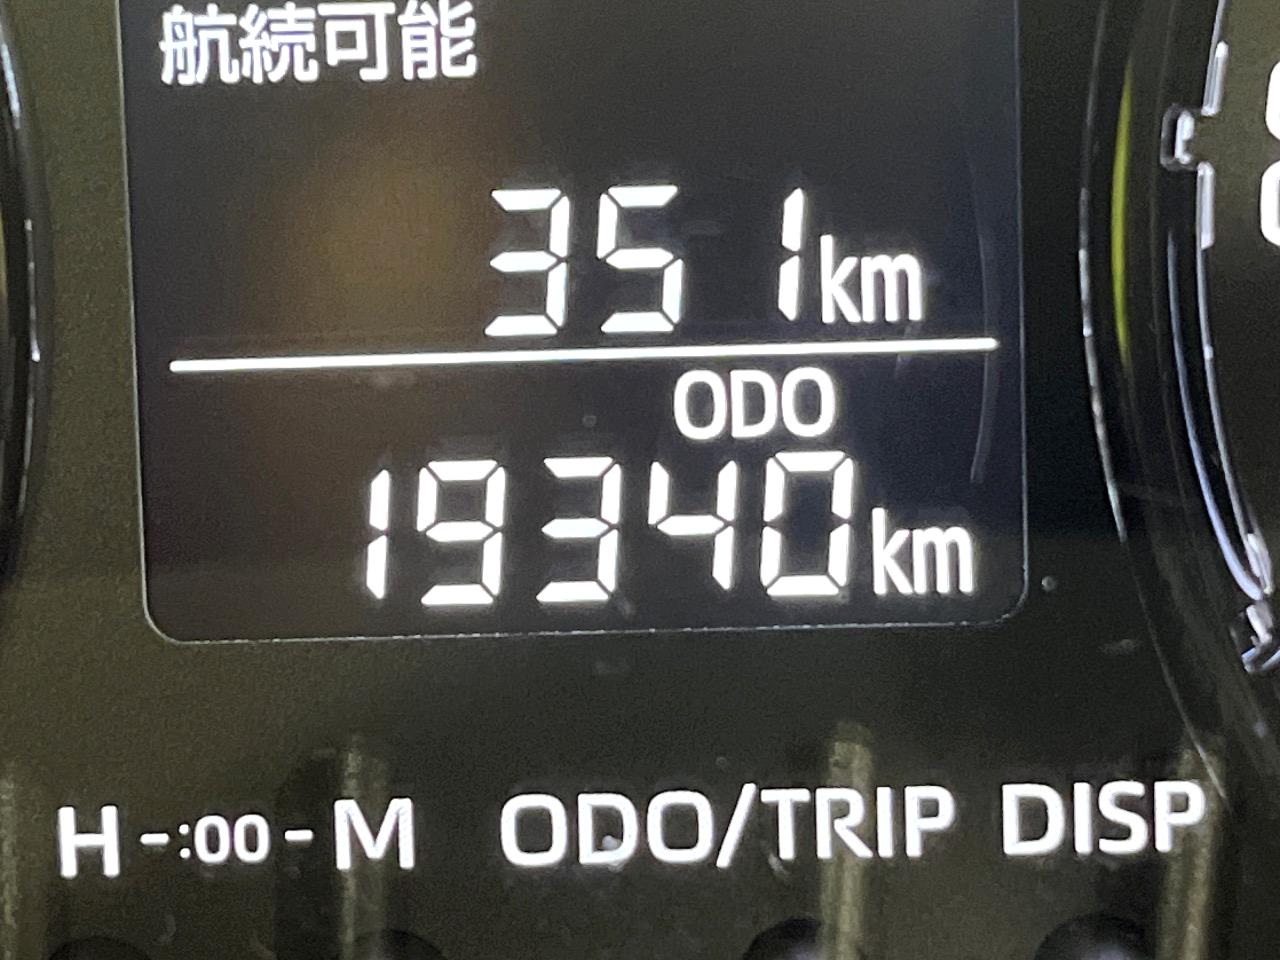 航続可能
351km
ODO
19340km
H -:00- M ODO/TRIP DISP